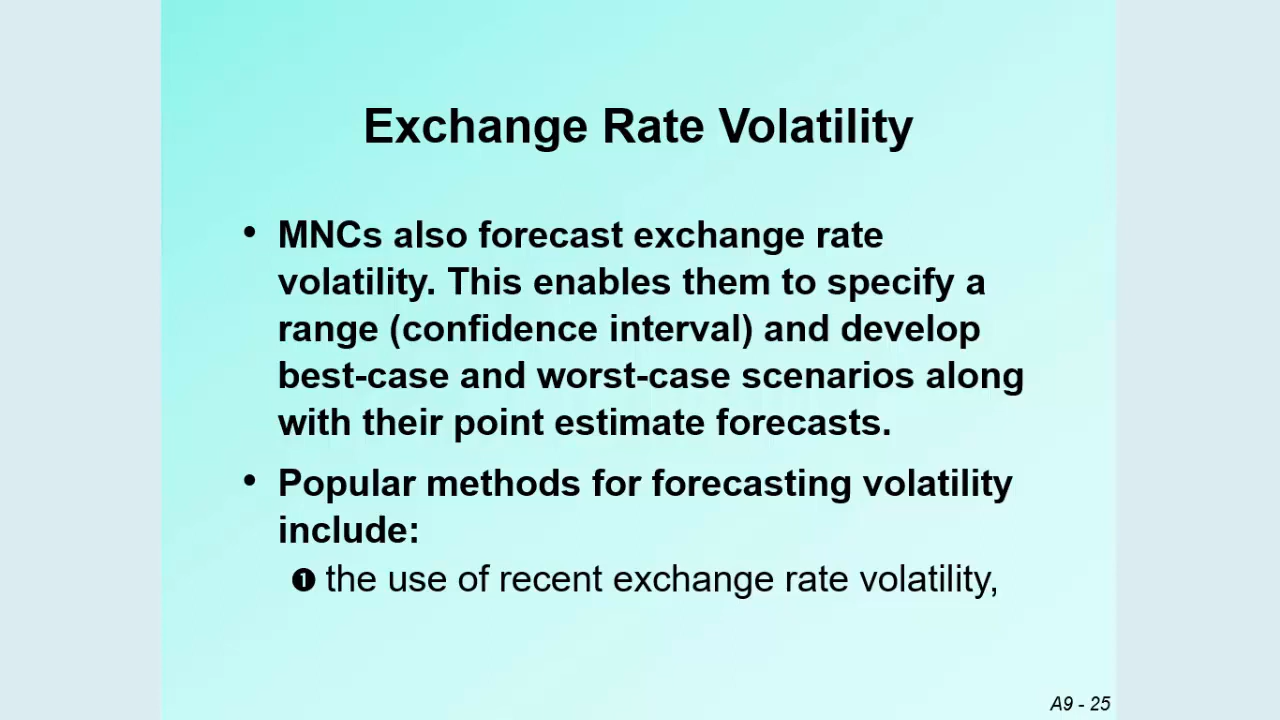 Exchange Rate Volatility
• MNCs also forecast exchange rate
volatility. This enables them to specify a
range (confidence interval) and develop
best-case and worst-case scenarios along
with their point estimate forecasts.
• Popular methods for forecasting volatility
include:
❶ the use of recent exchange rate volatility,
A9 - 25